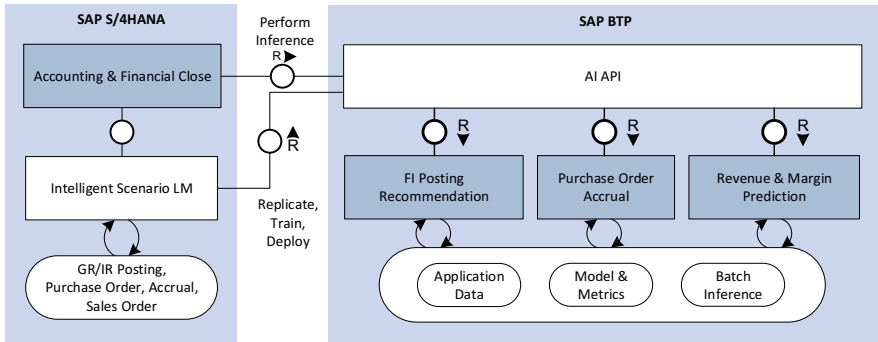 SAP S/4HANA
Accounting & Financial Close
Intelligent Scenario LM
GR/IR Posting,
Purchase Order, Accrual,
Sales Order
Perform
Inference
R
R
Replicate,
Train,
Deploy
SAP BTP
AI API
R
R
R
FI Posting
Recommendation
Purchase Order
Accrual
Revenue & Margin
Prediction
Application
Data
Model &
Metrics
Batch
Inference